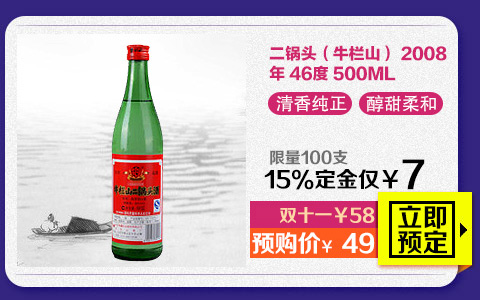 二锅头（牛栏山） 2008
年 46度 500ML
清香纯正 醇甜柔和
限量100支
15%定金仅¥7
双十一¥58
预购价¥ 49
立即
预定
牛栏山二锅头酒